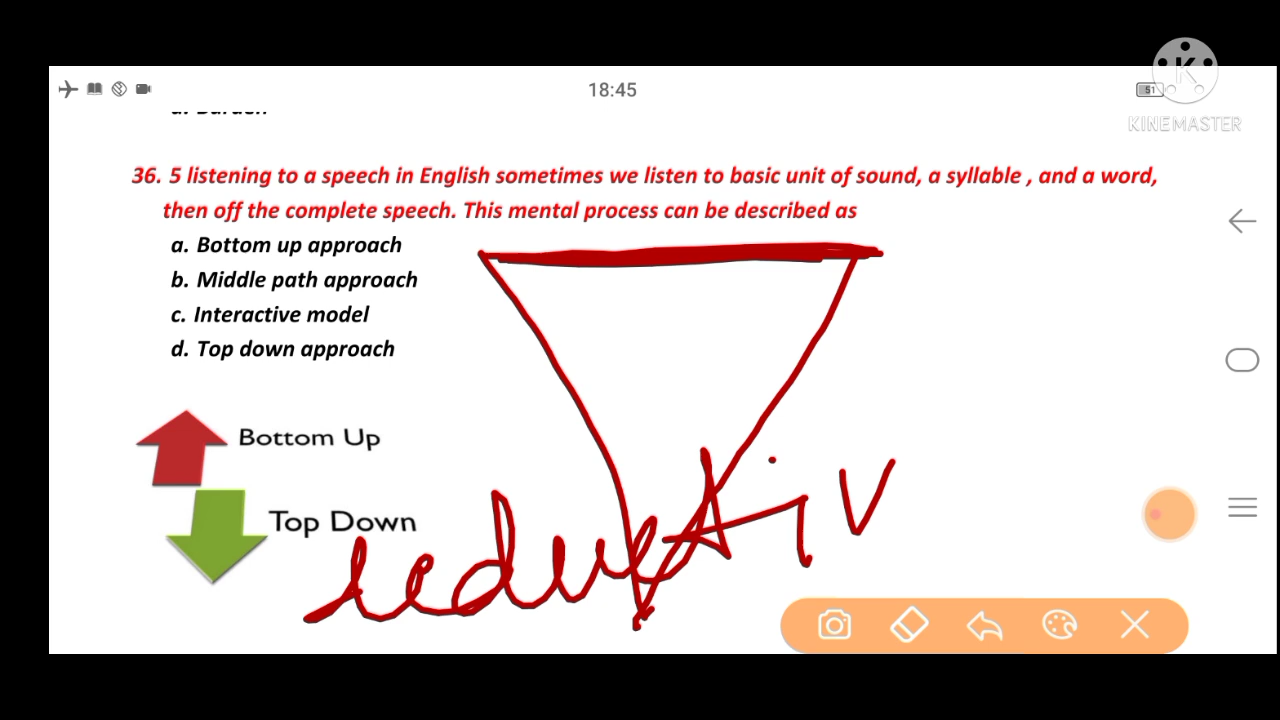 18:45
51
KINEMASTER
36. 5 listening to a speech in English sometimes we listen to basic unit of sound, a syllable , and a word,
then off the complete speech. This mental process can be described as
a. Bottom up approach
b. Middle path approach
c. Interactive model
d. Top down approach
Bottom Up
Top Down